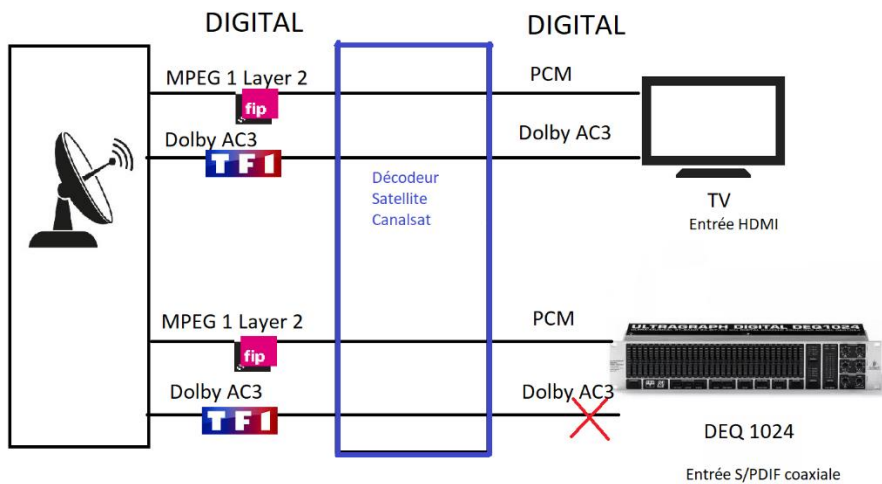 DIGITAL
DIGITAL
MPEG 1 Layer 2
PCM
fip
Dolby AC3
Dolby AC3
TF1
Décodeur
Satellite
Canalsat
TV
Entrée HDMI
MPEG 1 Layer 2
PCM
ULTRAGRAPH DIGITAL DEQ1024
fip
Dolby AC3
Dolby AC3
TF1
DEQ 1024
Entrée S/PDIF coaxiale